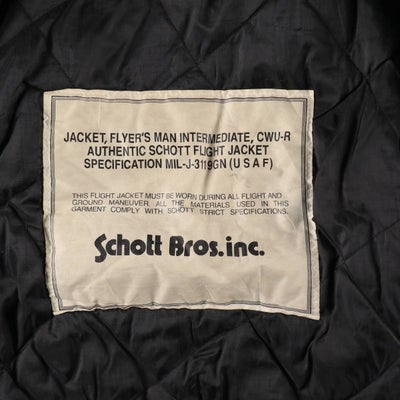 JACKET, FLYER'S MAN INTERMEDIATE, CWU-R
AUTHENTIC SCHOTT FLIGHT JACKET
SPECIFICATION MIL-J-3119GN (U S A F)
THIS FLIGHT JACKET MUST BE WORN DURING ALL FLIGHT AND
GROUND MANEUVER. ALL THE MATERIALS USED IN THIS
GARMENT COMPLY WITH SCHOTT STRICT SPECIFICATIONS.
Schott Bros.inc.